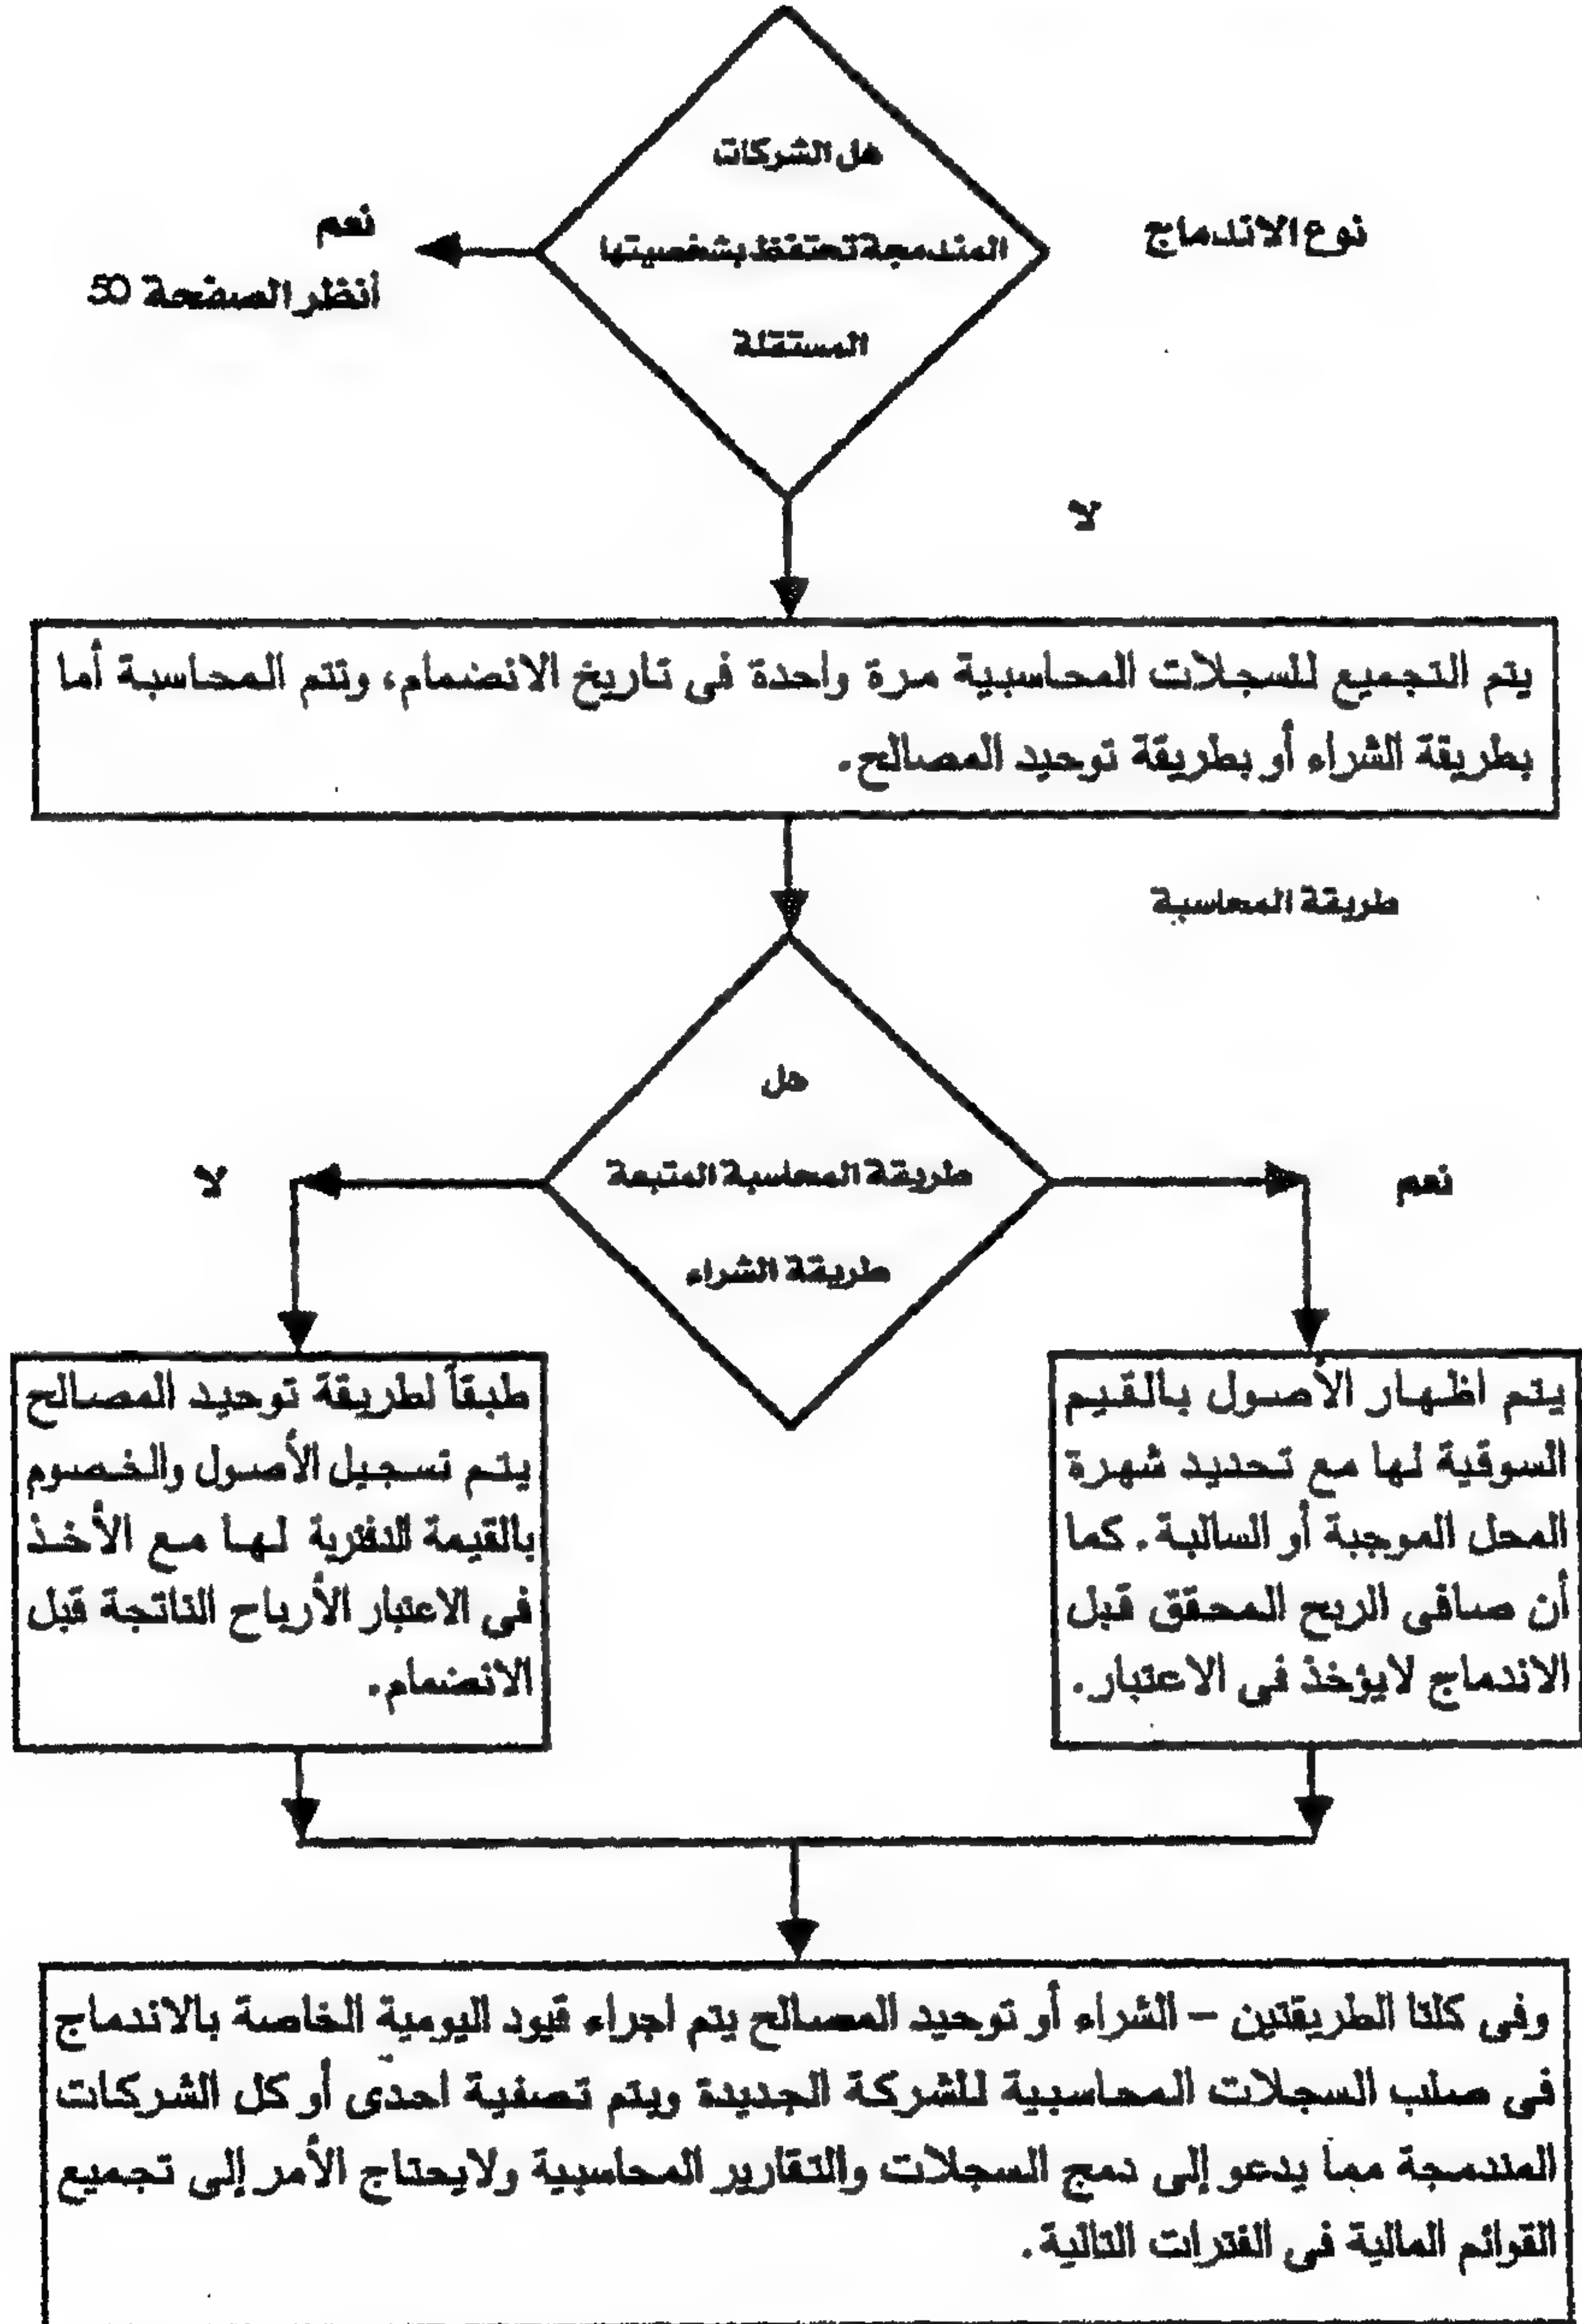 هل الشركات
المندمجة تحتفظ بشخصيتها
المستقلة
نوع الاندماج
نعم
أنظر الصفحة 50
لا
يتم التجميع للسجلات المحاسبية مرة واحدة فى تاريخ الانضمام، وتتم المحاسبة أما
بطريقة الشراء أو بطريقة توحيد المصالح.
طريقة المحاسبة
هل
طريقة المحاسبة المتبعة
طريقة الشراء
نعم
لا
يتم اظهار الأصول بالقيم
السوقية لها مع تحديد شهرة
المحل الموجبة أو السالبة. كما
أن صافى الربح المحقق قبل
الاندماج لايؤخذ فى الاعتبار.
طبقاً لطريقة توحيد المصالح
يتم تسجيل الأصول والخصوم
بالقيمة الدفترية لها مع الأخذ
فى الاعتبار الأرباح الناتجة قبل
الانضمام.
وفى كلتا الطريقتين - الشراء أو توحيد المصالح يتم اجراء قيود اليومية الخاصة بالاندماج
فى صلب السجلات المحاسبية للشركة الجديدة ويتم تصفية احدى أو كل الشركات
المندمجة مما يدعو إلى دمج السجلات والتقارير المحاسبية ولايحتاج الأمر إلى تجميع
القوائم المالية فى الفترات التالية.